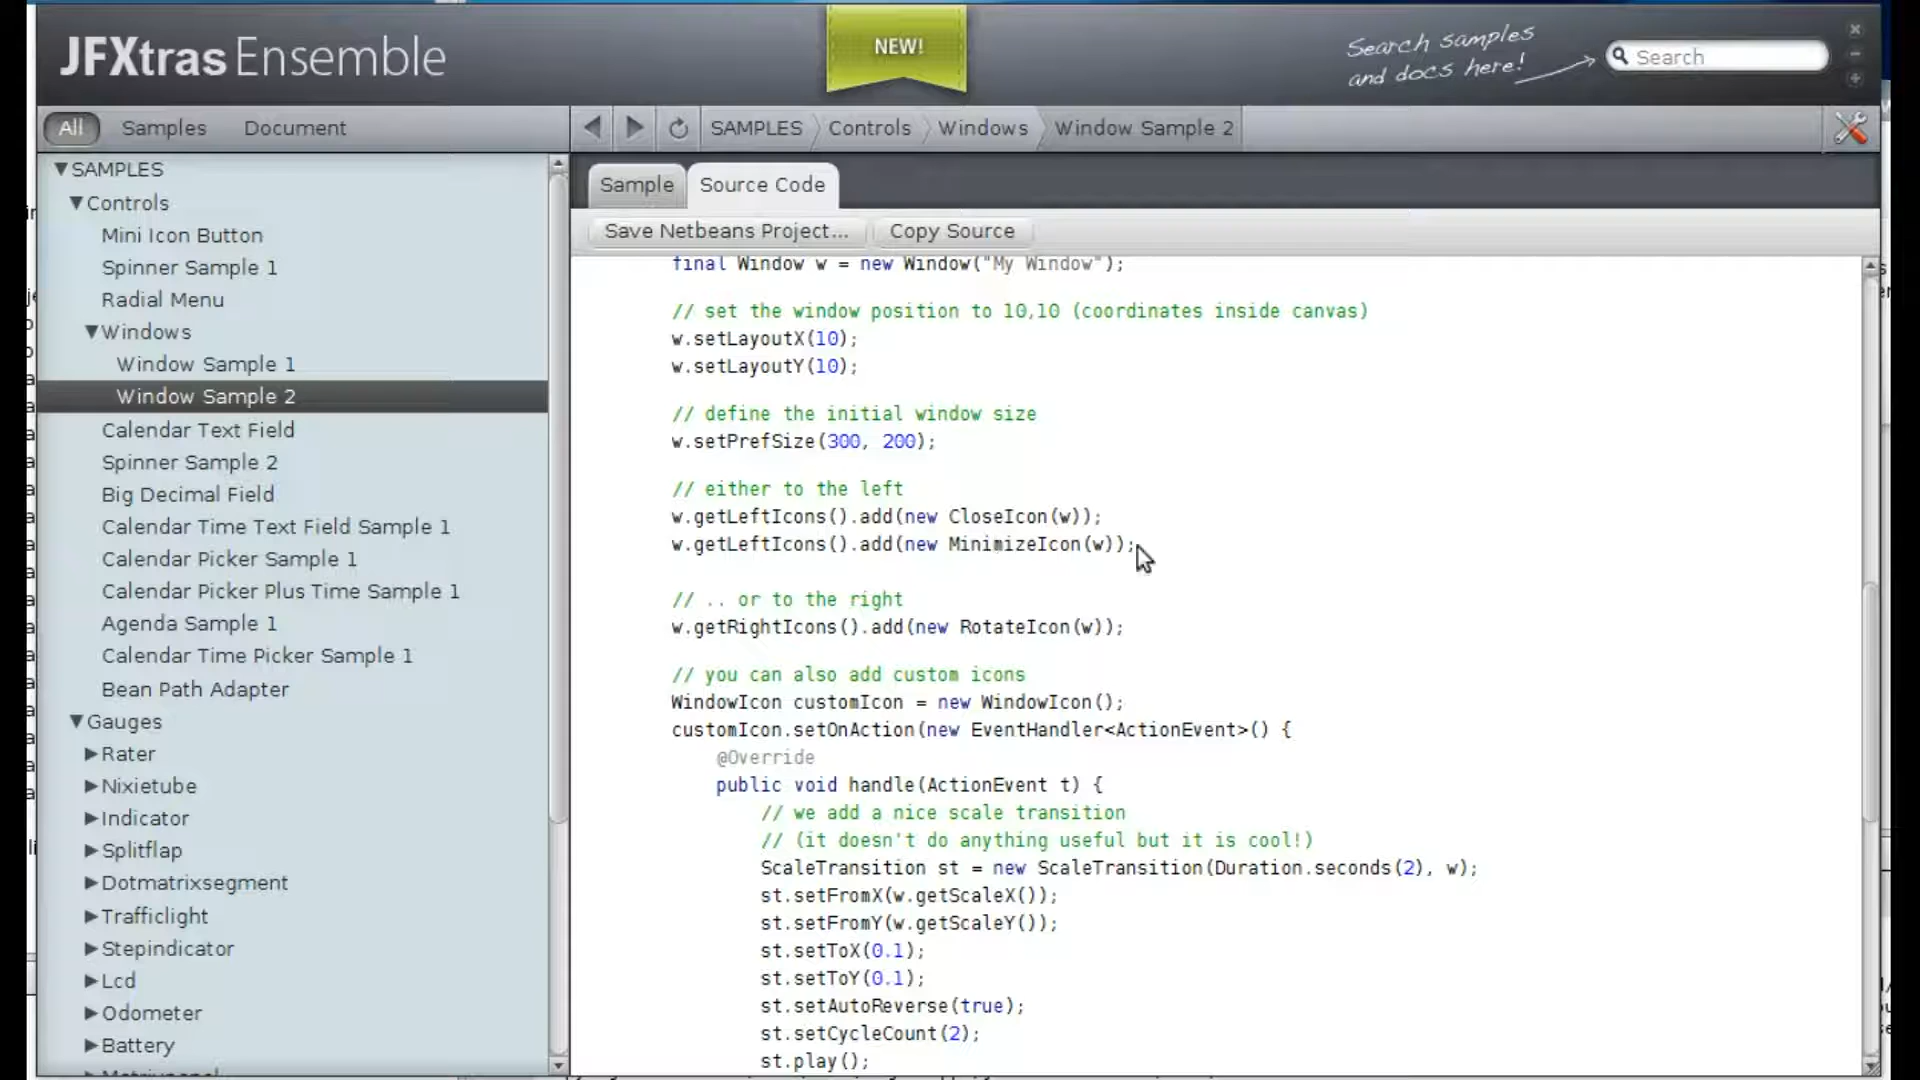 JFXtras Ensemble
NEW!
Search samples
and docs here!
Search
All
Samples
Document
SAMPLES
Controls
Windows
Window Sample 2
SAMPLES
Controls
Mini Icon Button
Spinner Sample 1
Radial Menu
Windows
Window Sample 1
Window Sample 2
Calendar Text Field
Spinner Sample 2
Big Decimal Field
Calendar Time Text Field Sample 1
Calendar Picker Sample 1
Calendar Picker Plus Time Sample 1
Agenda Sample 1
Calendar Time Picker Sample 1
Bean Path Adapter
Gauges
Rater
Nixietube
Indicator
Splitflap
Dotmatrixsegment
Trafficlight
Stepindicator
Lcd
Odometer
Battery
Sample
Source Code
Save Netbeans Project...
Copy Source
final Window w = new Window("My Window");
// set the window position to 10,10 (coordinates inside canvas)
w.setLayoutX(10);
w.setLayoutY(10);
// define the initial window size
w.setPrefSize(300, 200);
// either to the left
w.getLeftIcons().add(new CloseIcon(w));
w.getLeftIcons().add(new MinimizeIcon(w));
// .. or to the right
w.getRightIcons().add(new RotateIcon(w));
// you can also add custom icons
WindowIcon customIcon = new WindowIcon();
customIcon.setOnAction(new EventHandler<ActionEvent>() {
@Override
public void handle(ActionEvent t) {
// we add a nice scale transition
// (it doesn't do anything useful but it is cool!)
ScaleTransition st = new ScaleTransition(Duration.seconds(2), w);
st.setFromX(w.getScaleX());
st.setFromY(w.getScaleY());
st.setToX(0.1);
st.setToY(0.1);
st.setAutoReverse(true);
st.setCycleCount(2);
st.play();